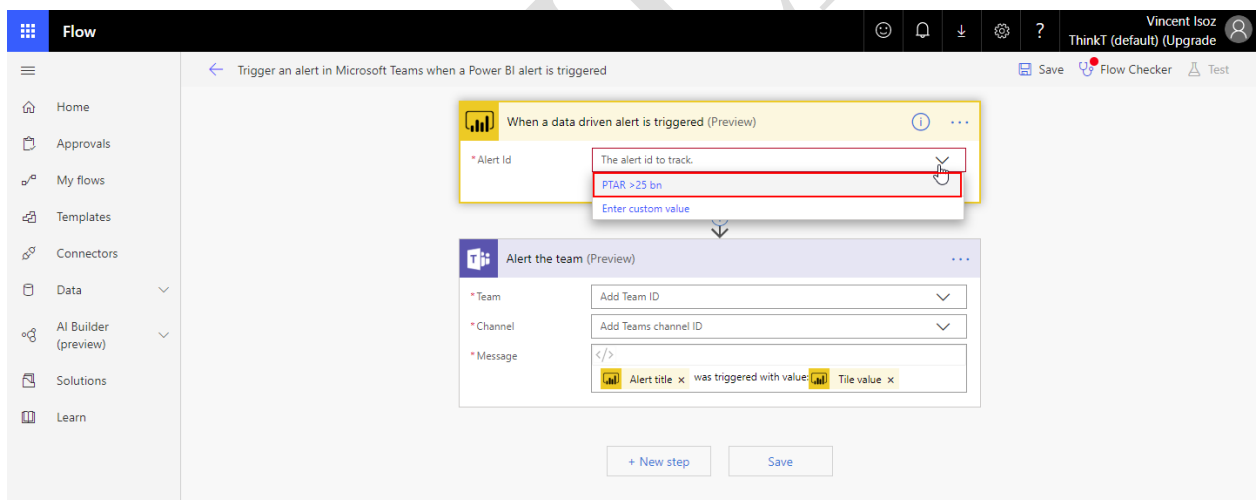 Flow
?
Vincent Isoz
ThinkT (default) (Upgrade
Trigger an alert in Microsoft Teams when a Power BI alert is triggered
Save
Flow Checker
Test
Home
Approvals
My flows
Templates
Connectors
Data
AI Builder
(preview)
Solutions
Learn
When a data driven alert is triggered (Preview)
* Alert Id
The alert id to track.
PTAR >25 bn
Enter custom value
Alert the team (Preview)
* Team
Add Team ID
* Channel
Add Teams channel ID
* Message
</>
Alert title × was triggered with value: Tile value ×
+ New step
Save